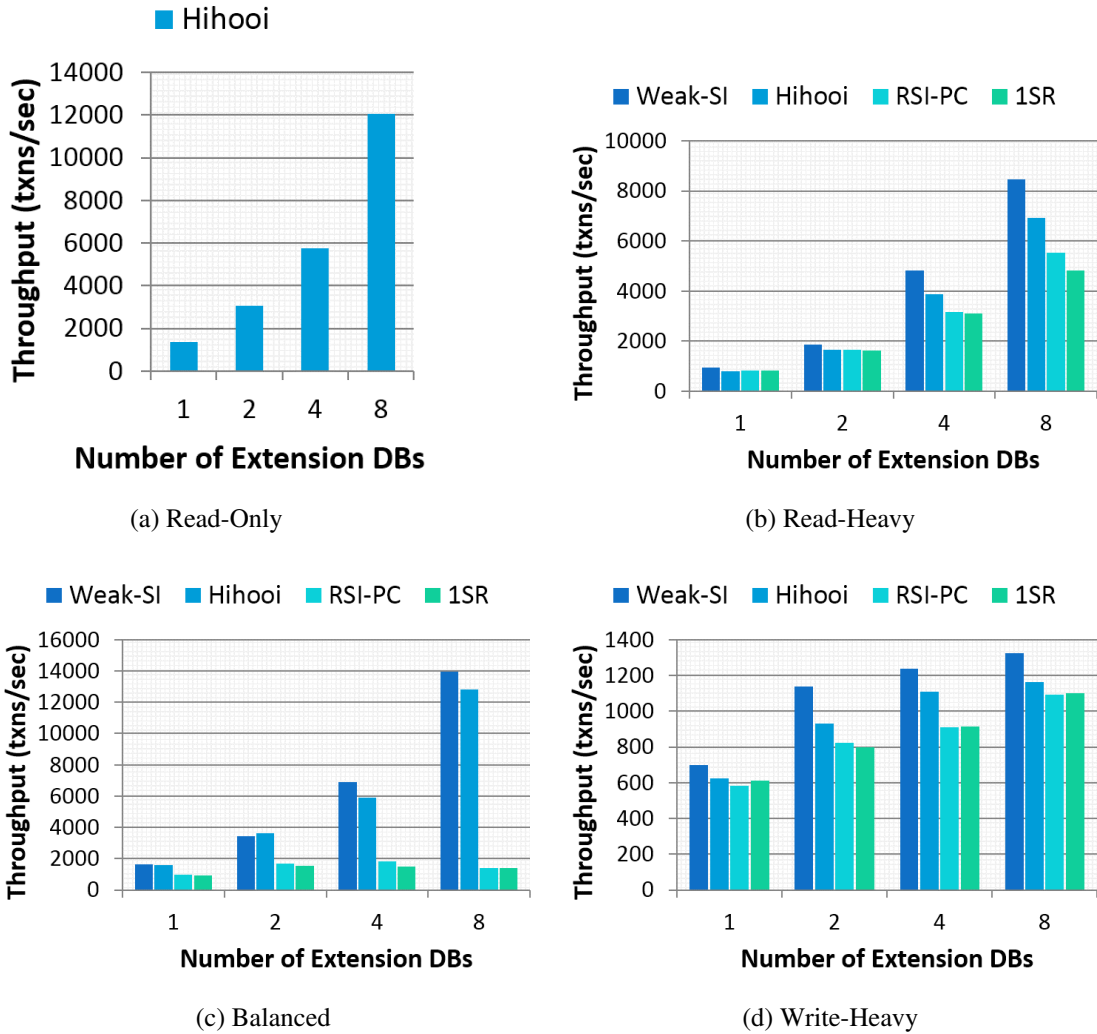 Hihooi
14000
12000
10000
8000
6000
4000
2000
0
Throughput (txns/sec)
1 2 4 8
Number of Extension DBs
(a) Read-Only
Weak-SI Hihooi RSI-PC 1SR
10000
8000
6000
4000
2000
0
Throughput (txns/sec)
1 2 4 8
Number of Extension DBs
(b) Read-Heavy
Weak-SI Hihooi RSI-PC 1SR
16000
14000
12000
10000
8000
6000
4000
2000
0
Throughput (txns/sec)
1 2 4 8
Number of Extension DBs
(c) Balanced
Weak-SI Hihooi RSI-PC 1SR
1400
1200
1000
800
600
400
200
0
Throughput (txns/sec)
1 2 4 8
Number of Extension DBs
(d) Write-Heavy